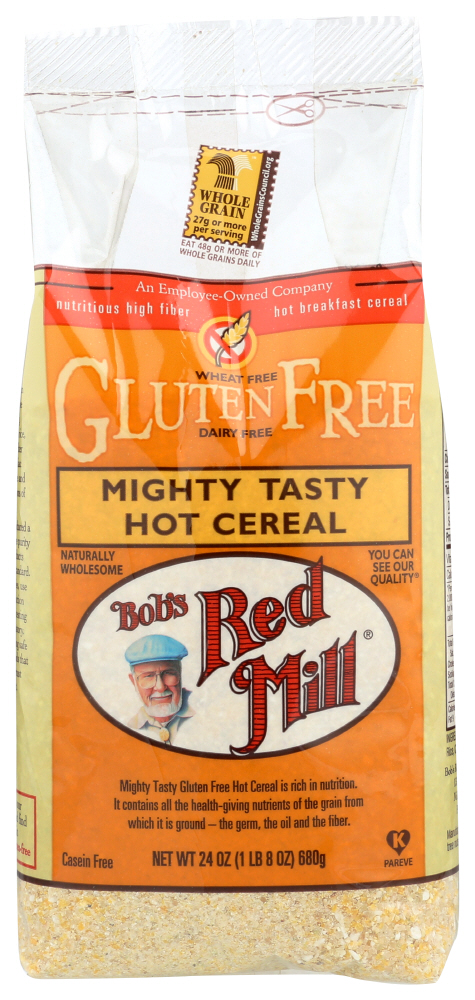 WHOLE
GRAIN
27g or more
per serving
WholeGrainsCouncil.org
EAT 48g OR MORE OF
WHOLE GRAINS DAILY
An Employee-Owned Company
nutritious high fiber
hot breakfast cereal
WHEAT FREE
GLUTEN FREE
DAIRY FREE
MIGHTY TASTY
HOT CEREAL
NATURALLY
WHOLESOME
YOU CAN
SEE OUR
QUALITY®
Bob's
Red
Mill®
Mighty Tasty Gluten Free Hot Cereal is rich in nutrition.
It contains all the health-giving nutrients of the grain from
which it is ground – the germ, the oil and the fiber.
Casein Free
NET WT 24 OZ (1 LB 8 OZ) 680g
K
PAREVE